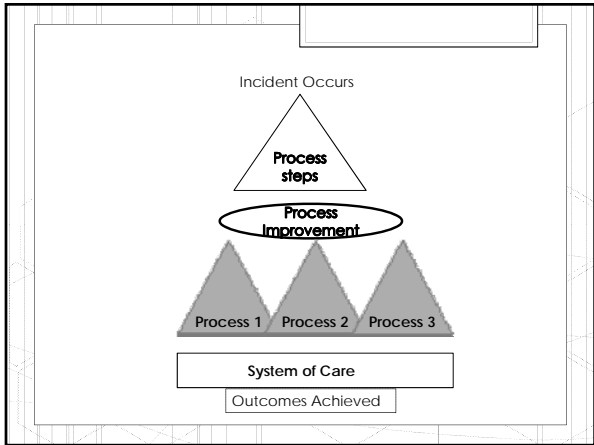 Incident Occurs
Process
steps
Process
Improvement
Process 1 Process 2 Process 3
System of Care
Outcomes Achieved